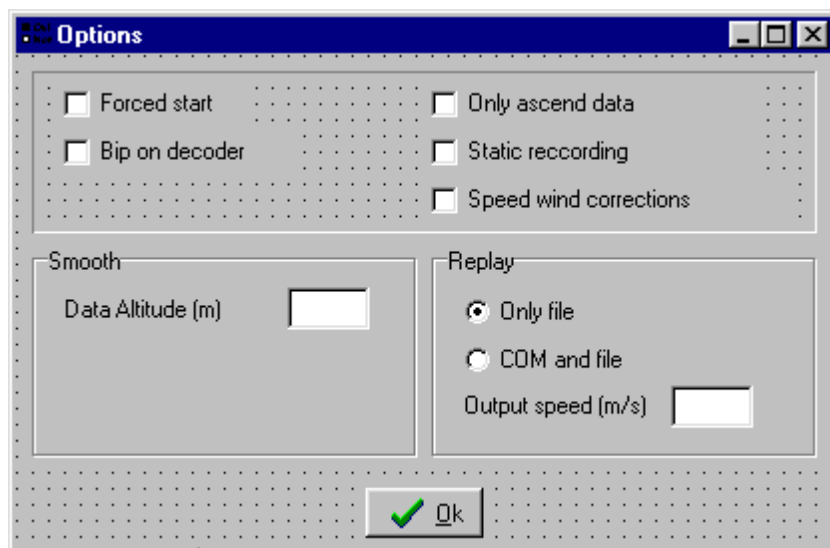 Options
Forced start
Only ascend data
Bip on decoder
Static reccording
Speed wind corrections
Smooth
Data Altitude (m)
Replay
Only file
COM and file
Output speed (m/s)
Ok